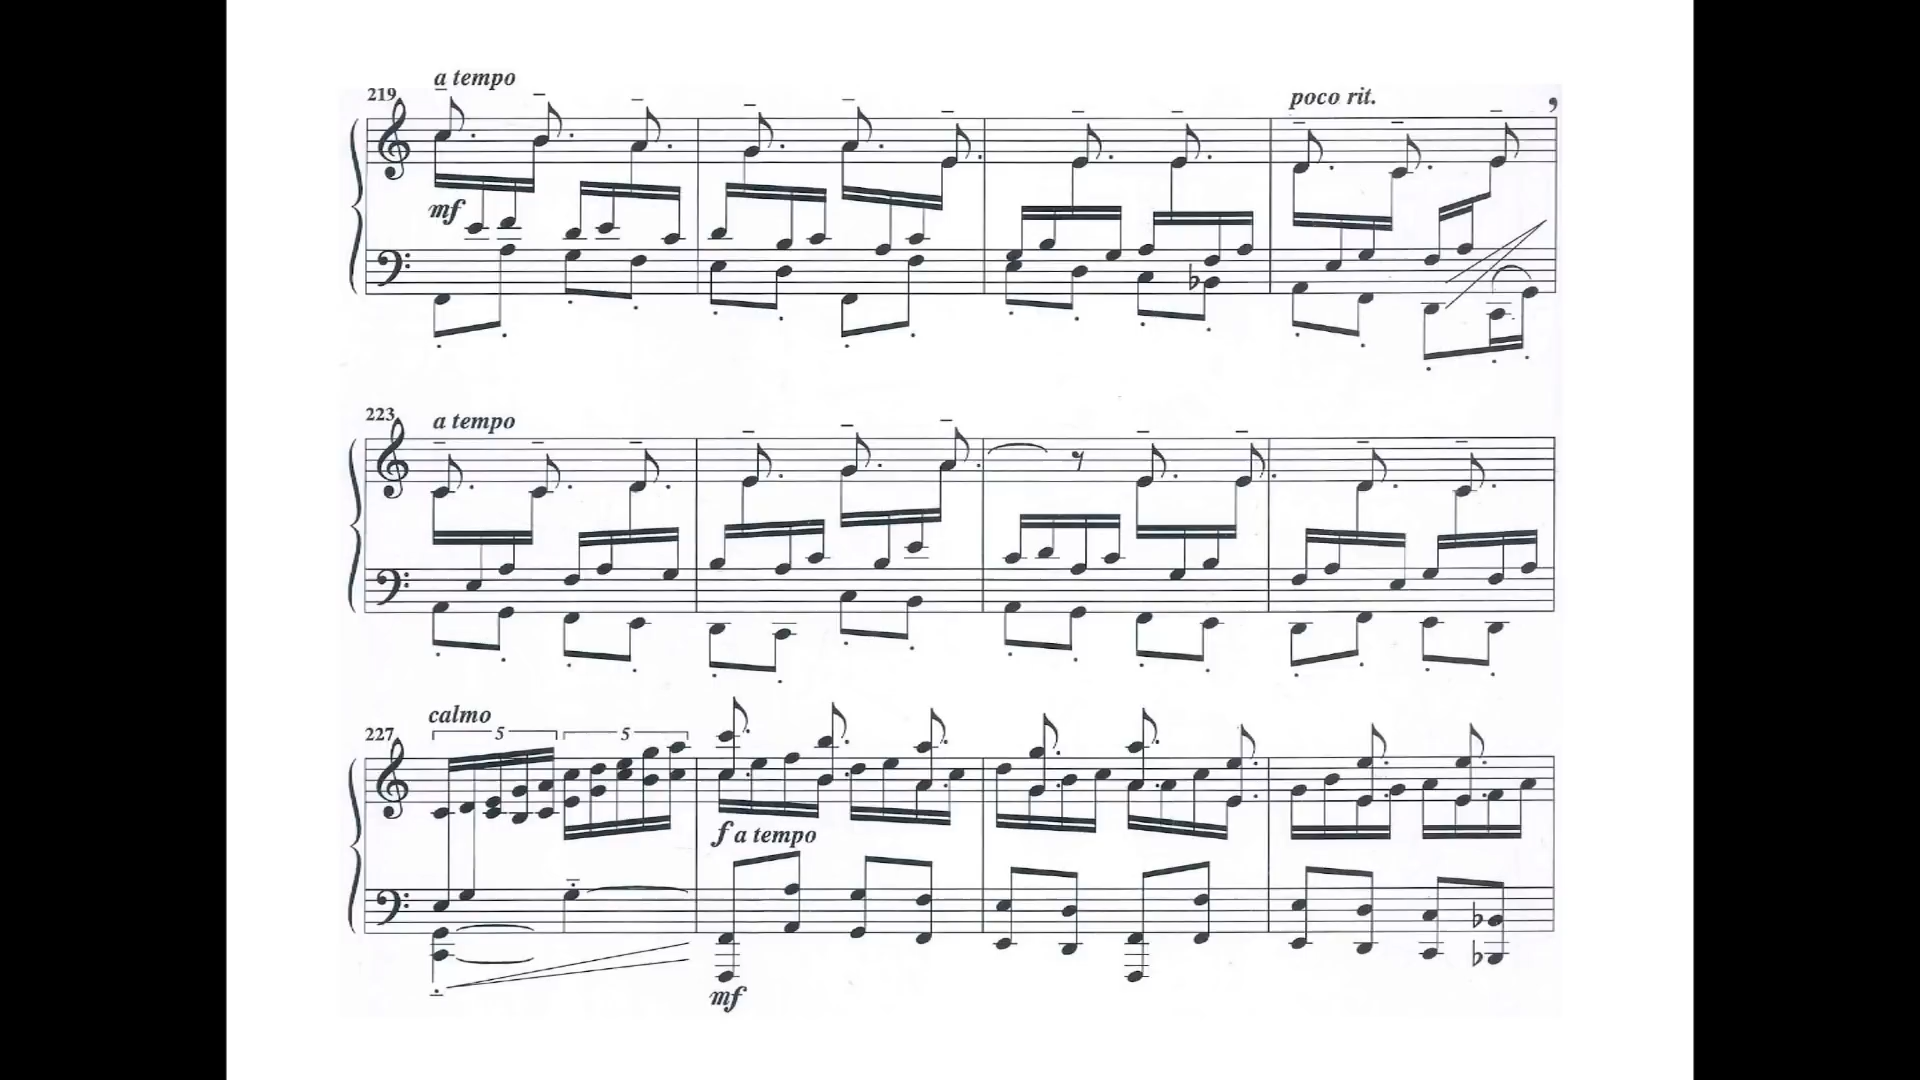 a tempo
219
poco rit.
mf
223
a tempo
calmo
227
5
5
f a tempo
mf